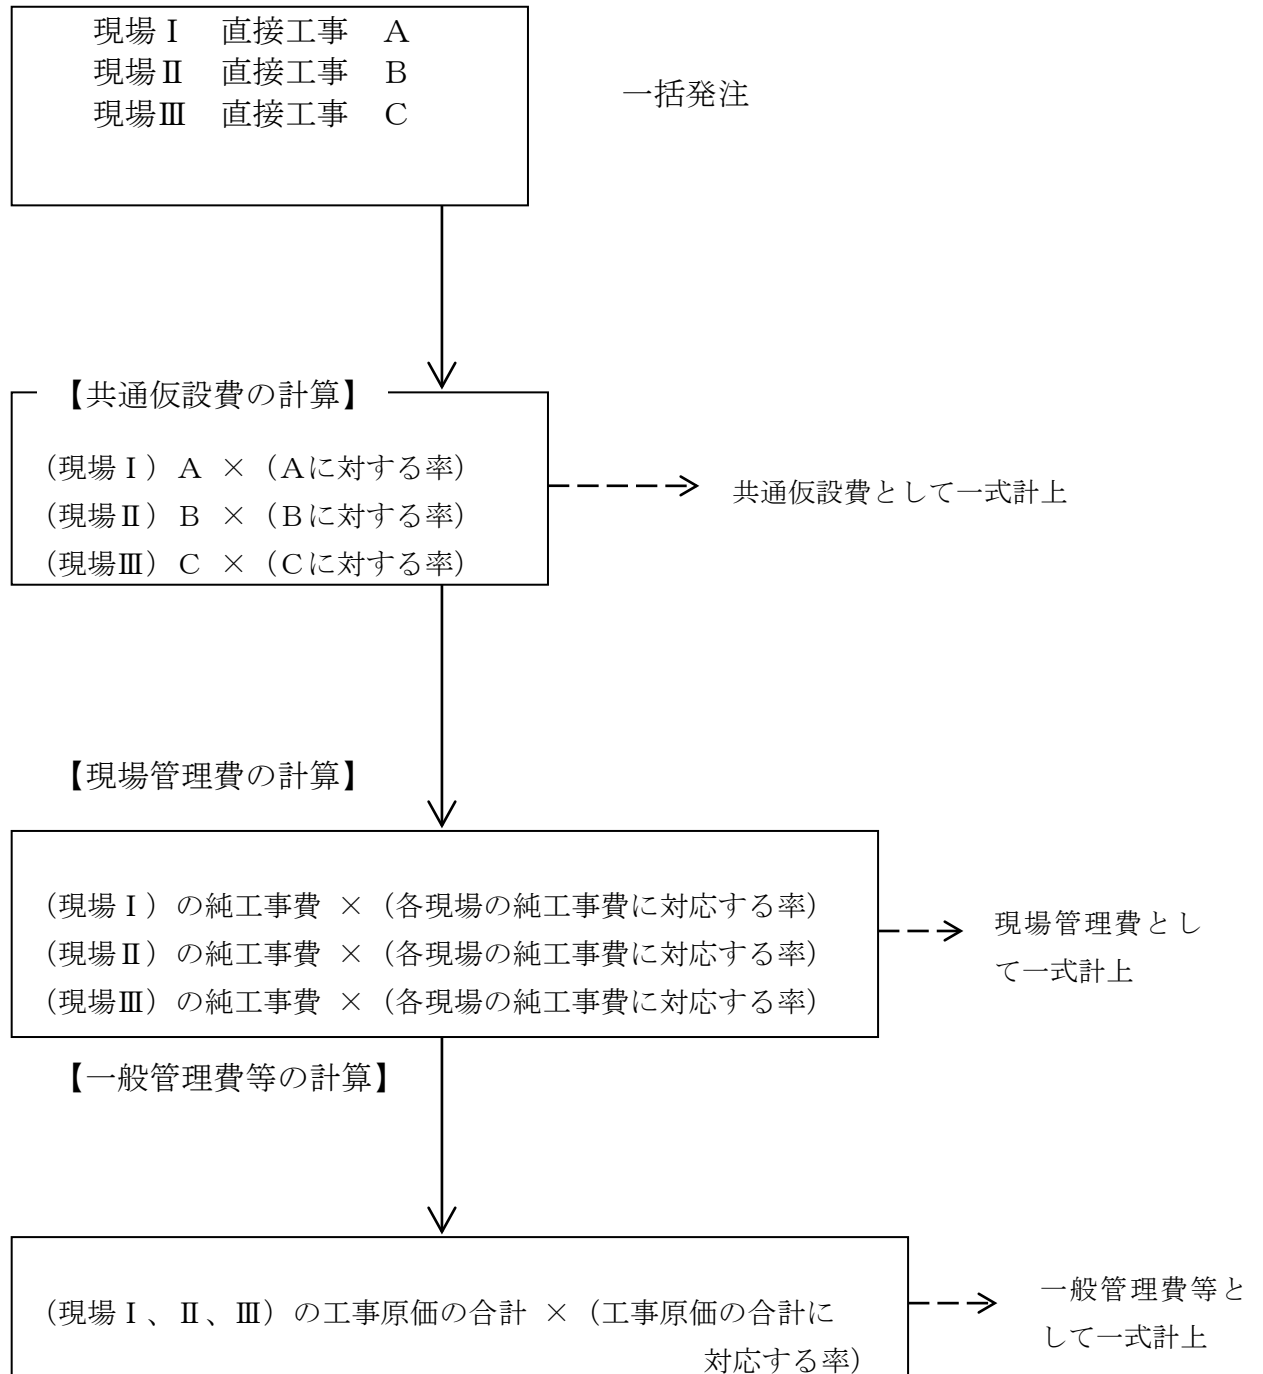 現場Ⅰ　直接工事　Ａ
現場Ⅱ　直接工事　Ｂ
現場Ⅲ　直接工事　Ｃ
一括発注
【共通仮設費の計算】
（現場Ⅰ）Ａ　×（Ａに対する率）
（現場Ⅱ）Ｂ　×（Ｂに対する率）
（現場Ⅲ）Ｃ　×（Ｃに対する率）
共通仮設費として一式計上
【現場管理費の計算】
（現場Ⅰ）の純工事費　×（各現場の純工事費に対応する率）
（現場Ⅱ）の純工事費　×（各現場の純工事費に対応する率）
（現場Ⅲ）の純工事費　×（各現場の純工事費に対応する率）
現場管理費とし
て一式計上
【一般管理費等の計算】
（現場Ⅰ、Ⅱ、Ⅲ）の工事原価の合計　×（工事原価の合計に
対応する率）
一般管理費等と
して一式計上